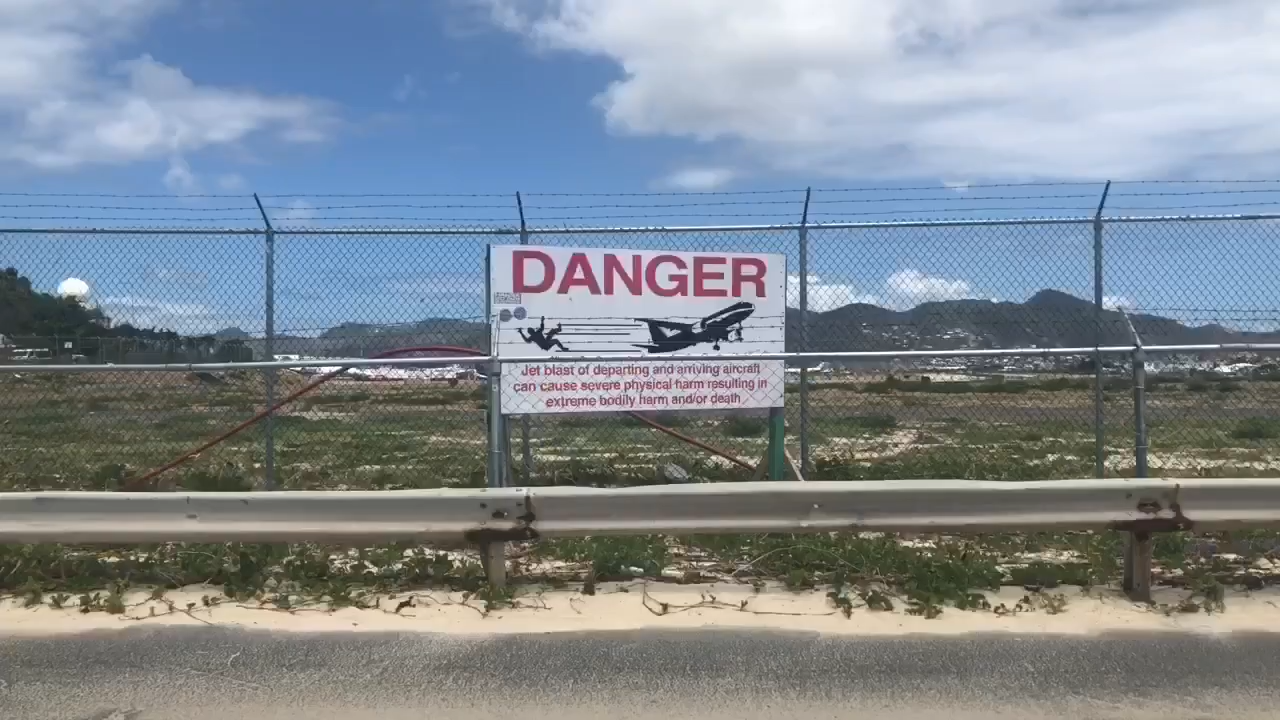 DANGER
Jet blast of departing and arriving aircraft
can cause severe physical harm resulting in
extreme bodily harm and/or death